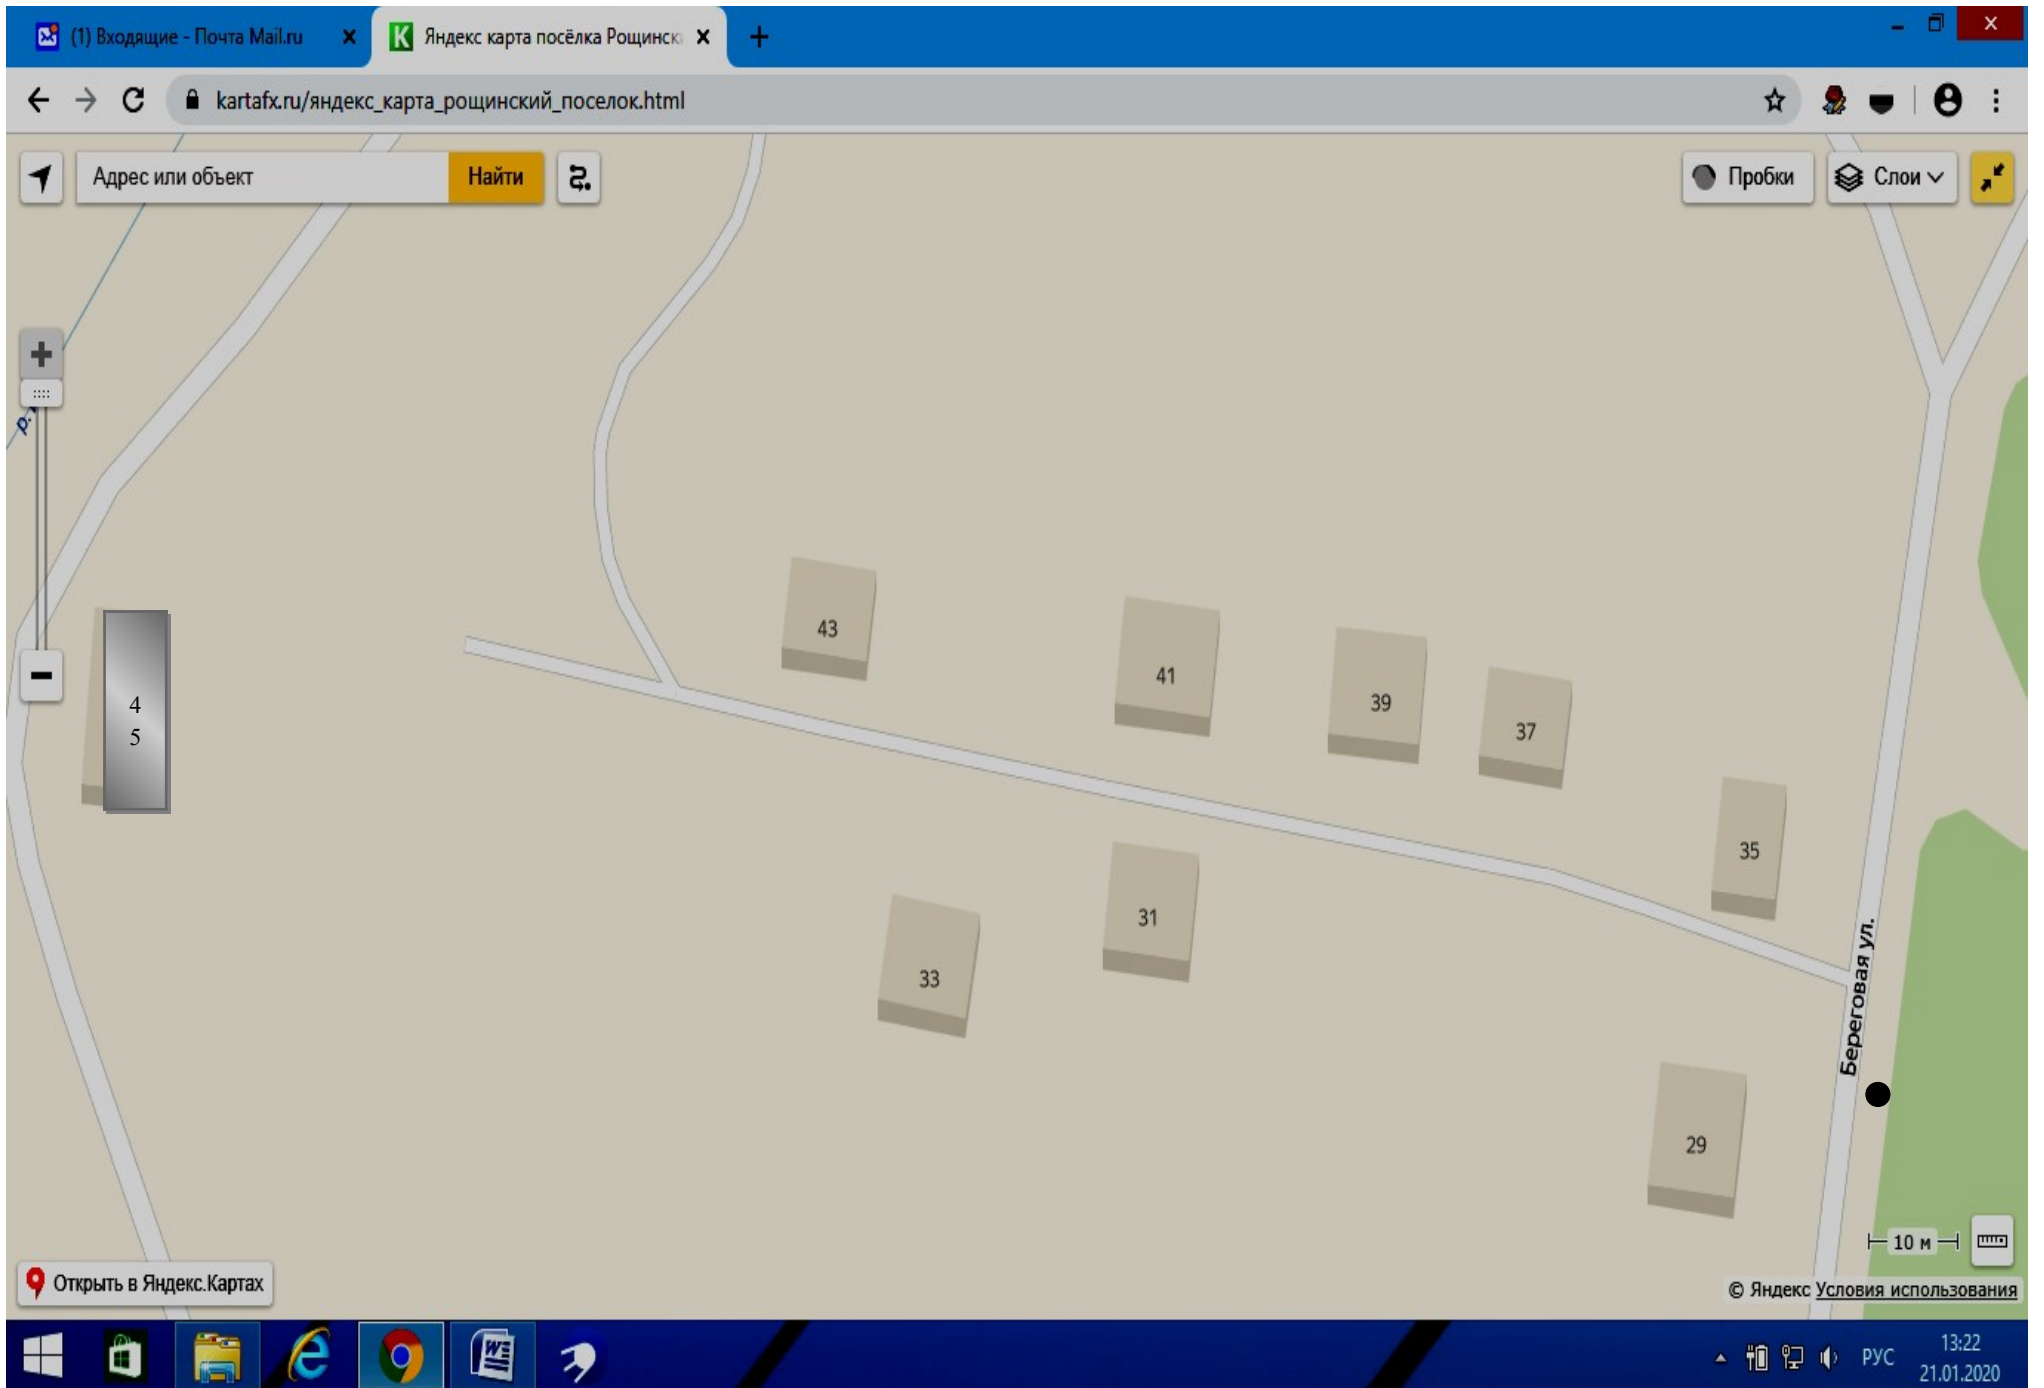 (1) Входящие - Почта Mail.ru
Яндекс карта посёлка Рощинск
kartafx.ru/яндекс_карта_рощинский_поселок.html
Адрес или объект
Найти
Пробки
Слои
р.
43
41
39
37
4
5
35
31
33
Береговая ул.
29
10 м
Открыть в Яндекс.Картах
© Яндекс Условия использования
РУС
13:22
21.01.2020